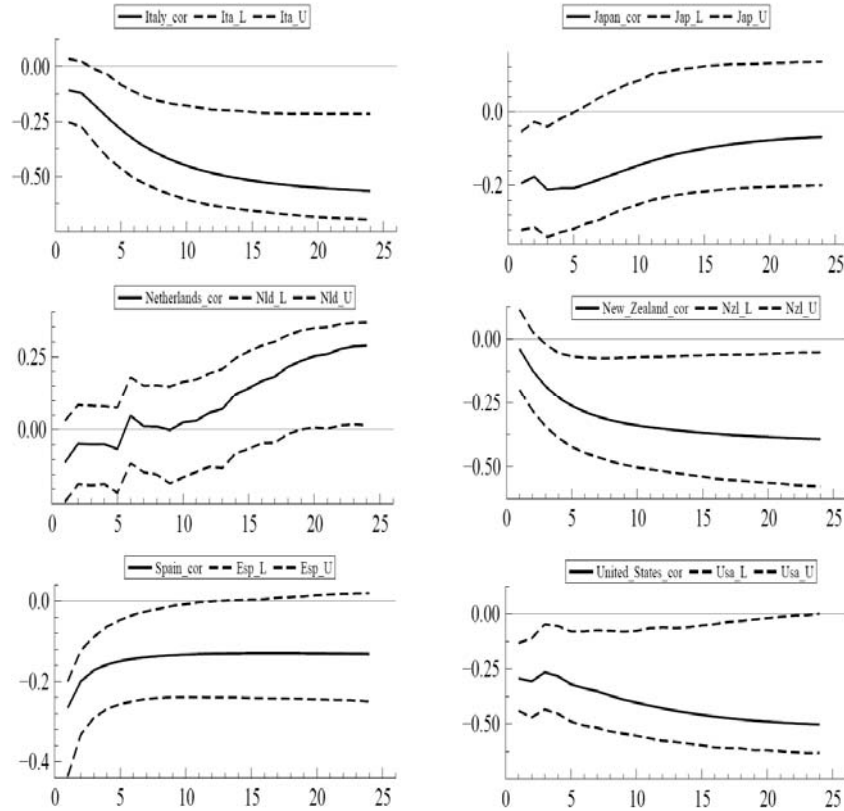 Italy_cor Ita_L Ita_U
0.00
−0.25
−0.50
0 5 10 15 20 25
Japan_cor Jap_L Jap_U
0.0
−0.2
0 5 10 15 20 25
Netherlands_cor Nld_L Nld_U
0.25
0.00
0 5 10 15 20 25
New_Zealand_cor Nzl_L Nzl_U
−0.00
−0.25
−0.50
0 5 10 15 20 25
Spain_cor Esp_L Esp_U
0.0
−0.2
−0.4
0 5 10 15 20 25
United_States_cor Usa_L Usa_U
−0.00
−0.25
−0.50
0 5 10 15 20 25